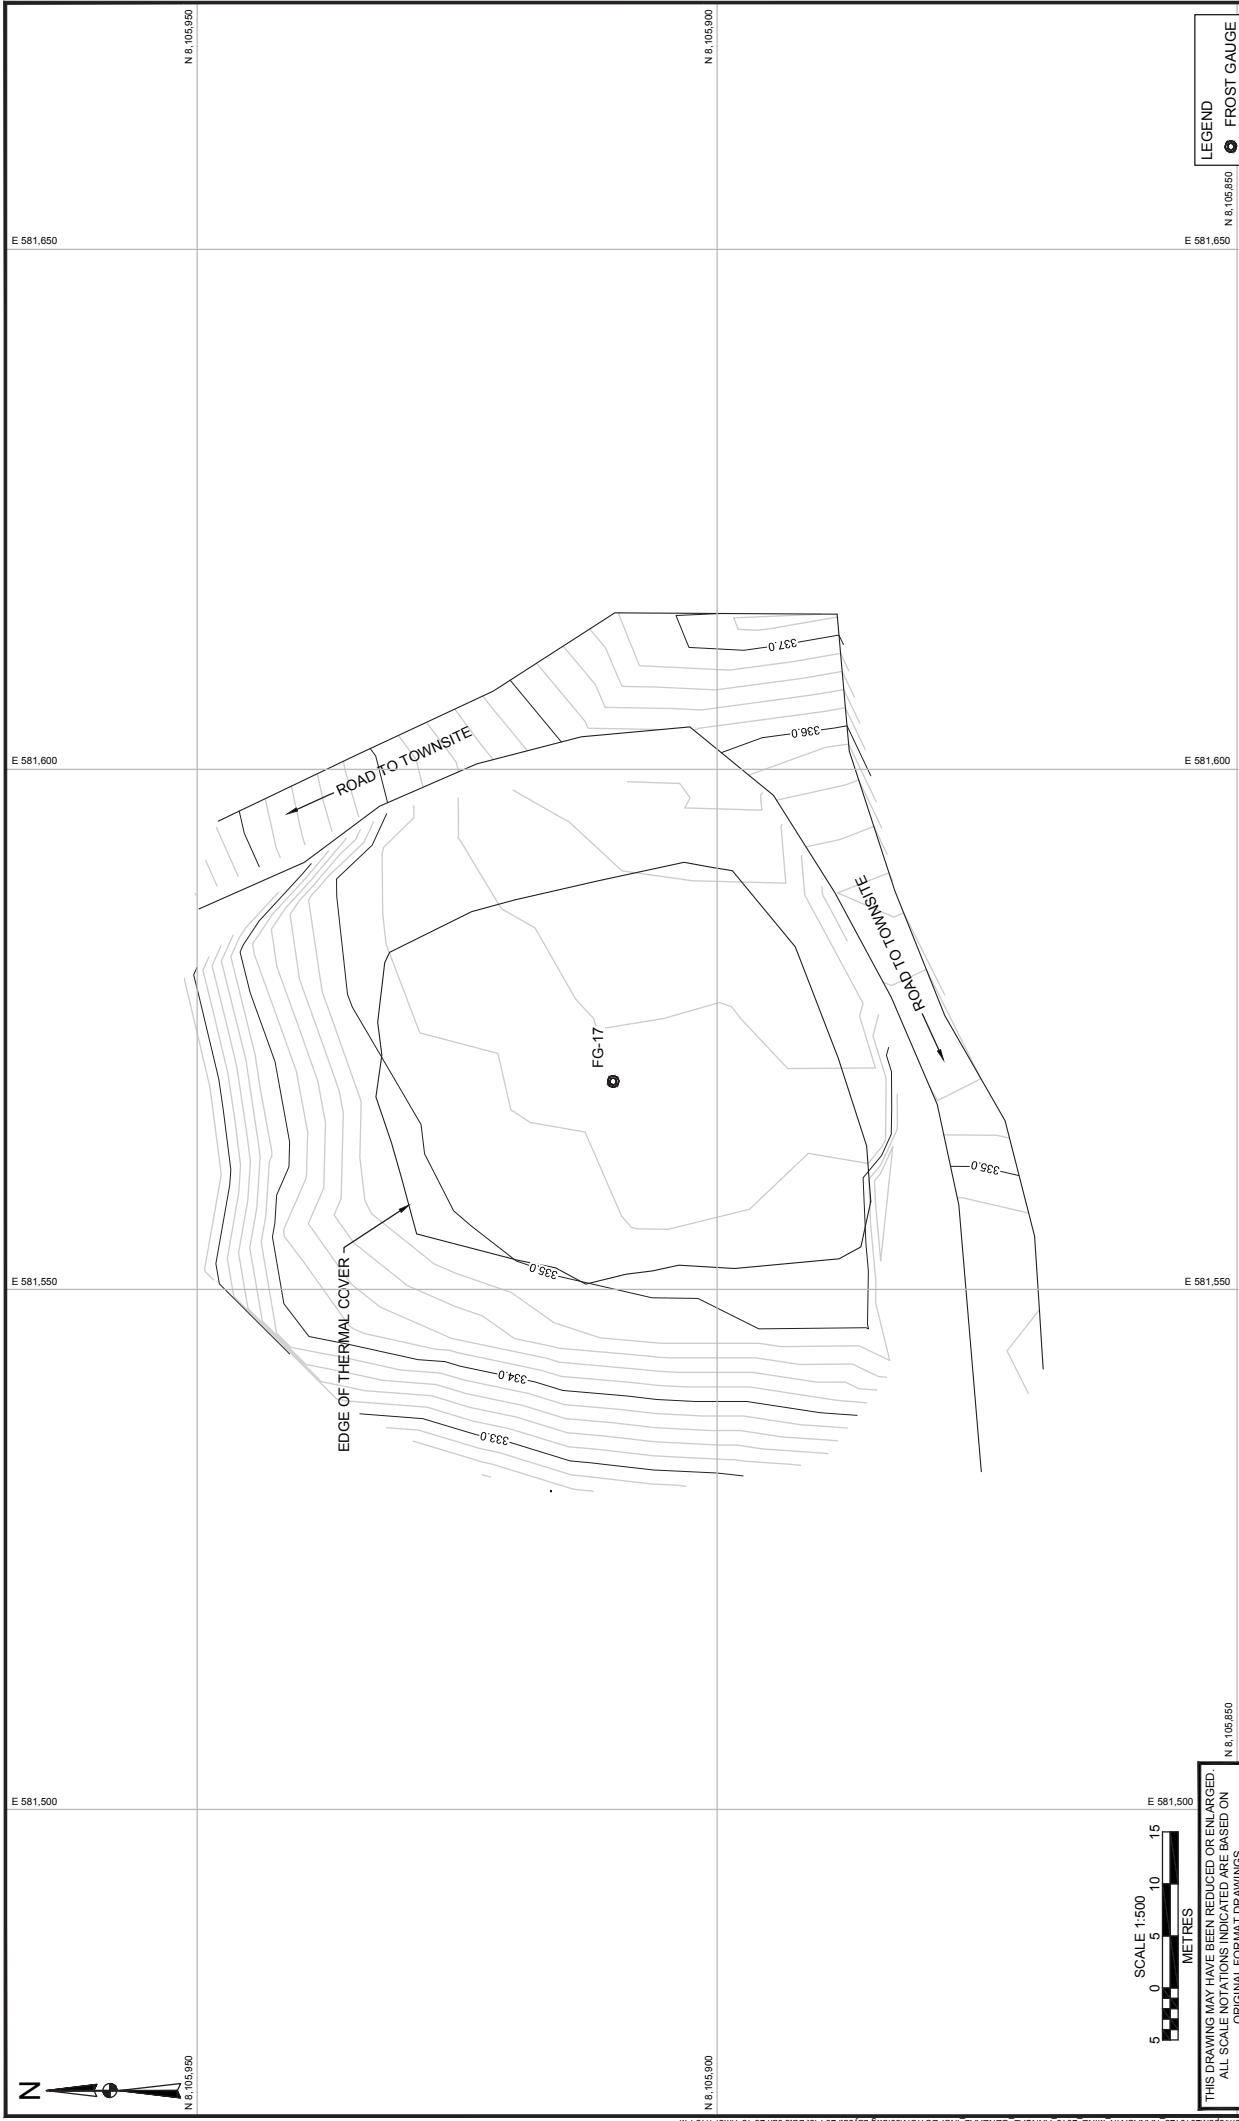 N
N 8,105,950
N 8,105,950
E 581,650
E 581,600
E 581,550
E 581,500
ROAD TO TOWNSITE
EDGE OF THERMAL COVER
FG-17
335.0
334.0
333.0
N 8,105,900
N 8,105,900
337.0
336.0
ROAD TO TOWNSITE
335.0
E 581,650
E 581,600
E 581,550
E 581,500
LEGEND
FROST GAUGE
N 8,105,850
N 8,105,850
SCALE 1:500
5 0 5 10 15
METRES
THIS DRAWING MAY HAVE BEEN REDUCED OR ENLARGED.
ALL SCALE NOTATIONS INDICATED ARE BASED ON
ORIGINAL FORMAT DRAWINGS